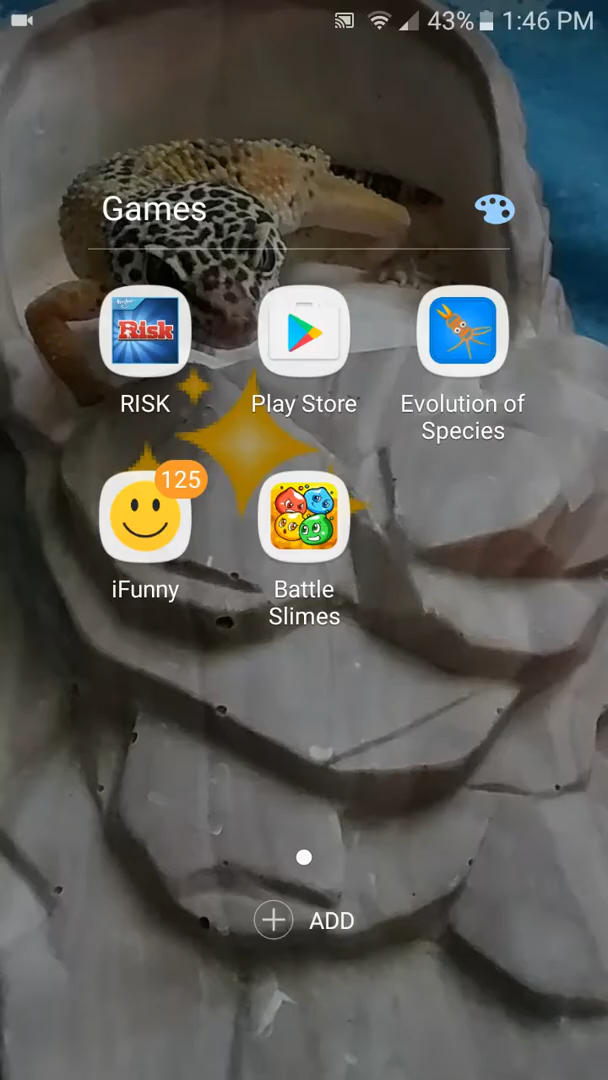 43% 1:46 PM
Games
Risk
RISK
Play Store
Evolution of
Species
125
iFunny
Battle
Slimes
ADD